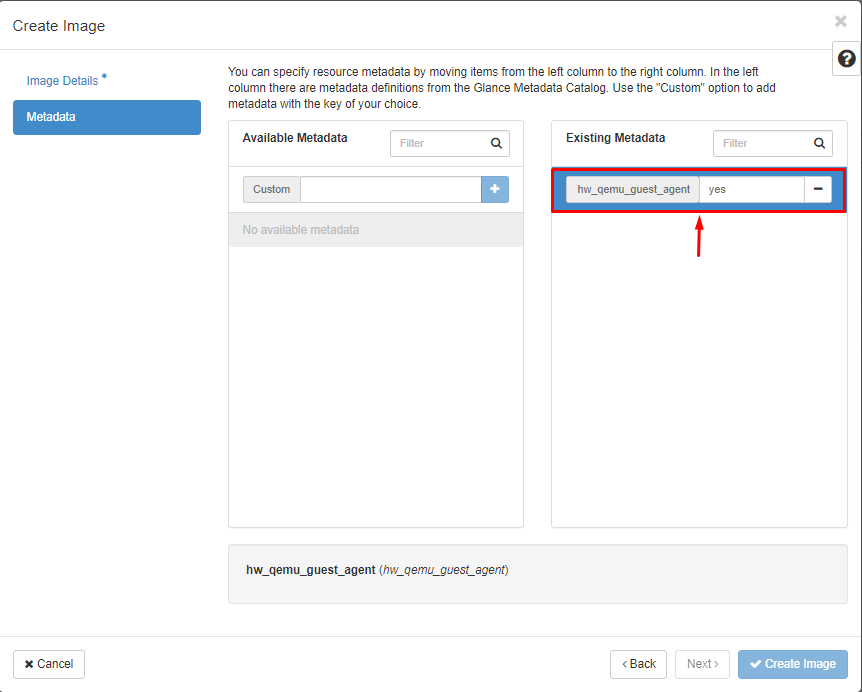 Create Image
×
Image Details *
Metadata
You can specify resource metadata by moving items from the left column to the right column. In the left
column there are metadata definitions from the Glance Metadata Catalog. Use the "Custom" option to add
metadata with the key of your choice.
Available Metadata
Filter
Custom
+
No available metadata
Existing Metadata
Filter
hw_qemu_guest_agent yes −
hw_qemu_guest_agent (hw_qemu_guest_agent)
× Cancel
‹ Back
Next ›
✔ Create Image
?